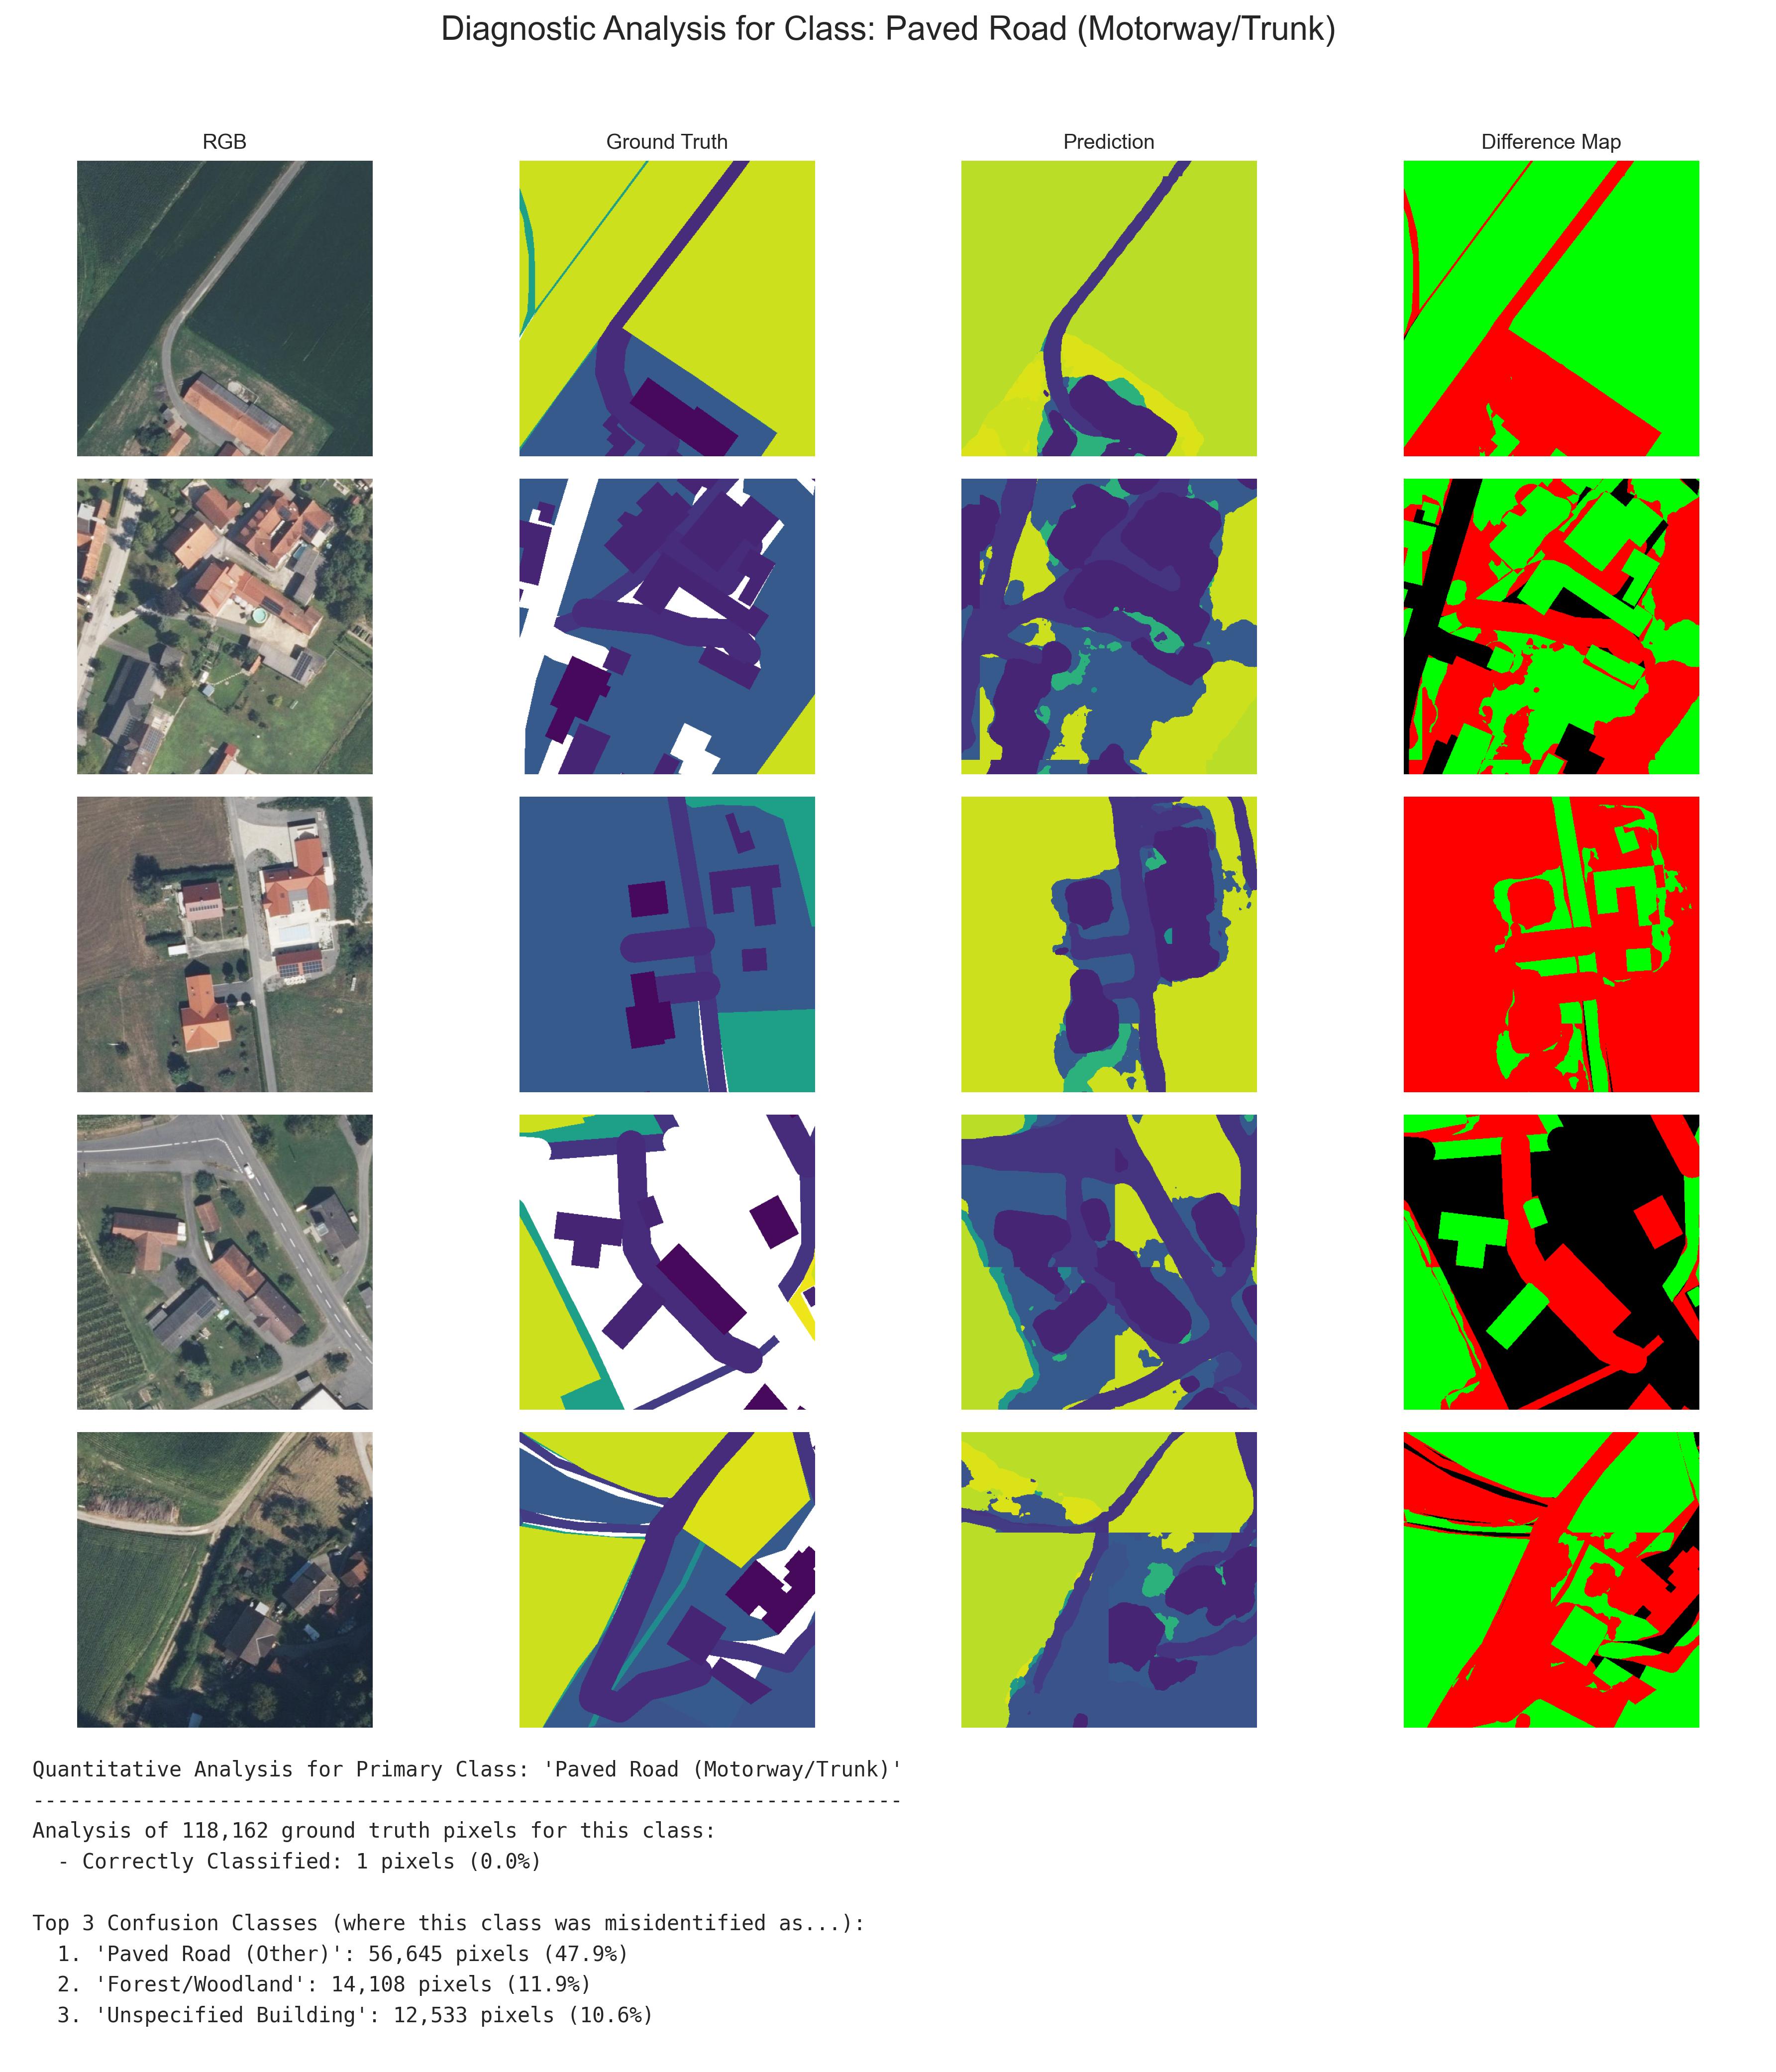 Diagnostic Analysis for Class: Paved Road (Motorway/Trunk)
RGB Ground Truth Prediction Difference Map
Quantitative Analysis for Primary Class: 'Paved Road (Motorway/Trunk)'
----------------------------------------------------------------------
Analysis of 118,162 ground truth pixels for this class:
- Correctly Classified: 1 pixels (0.0%)
Top 3 Confusion Classes (where this class was misidentified as...):
1. 'Paved Road (Other)': 56,645 pixels (47.9%)
2. 'Forest/Woodland': 14,108 pixels (11.9%)
3. 'Unspecified Building': 12,533 pixels (10.6%)